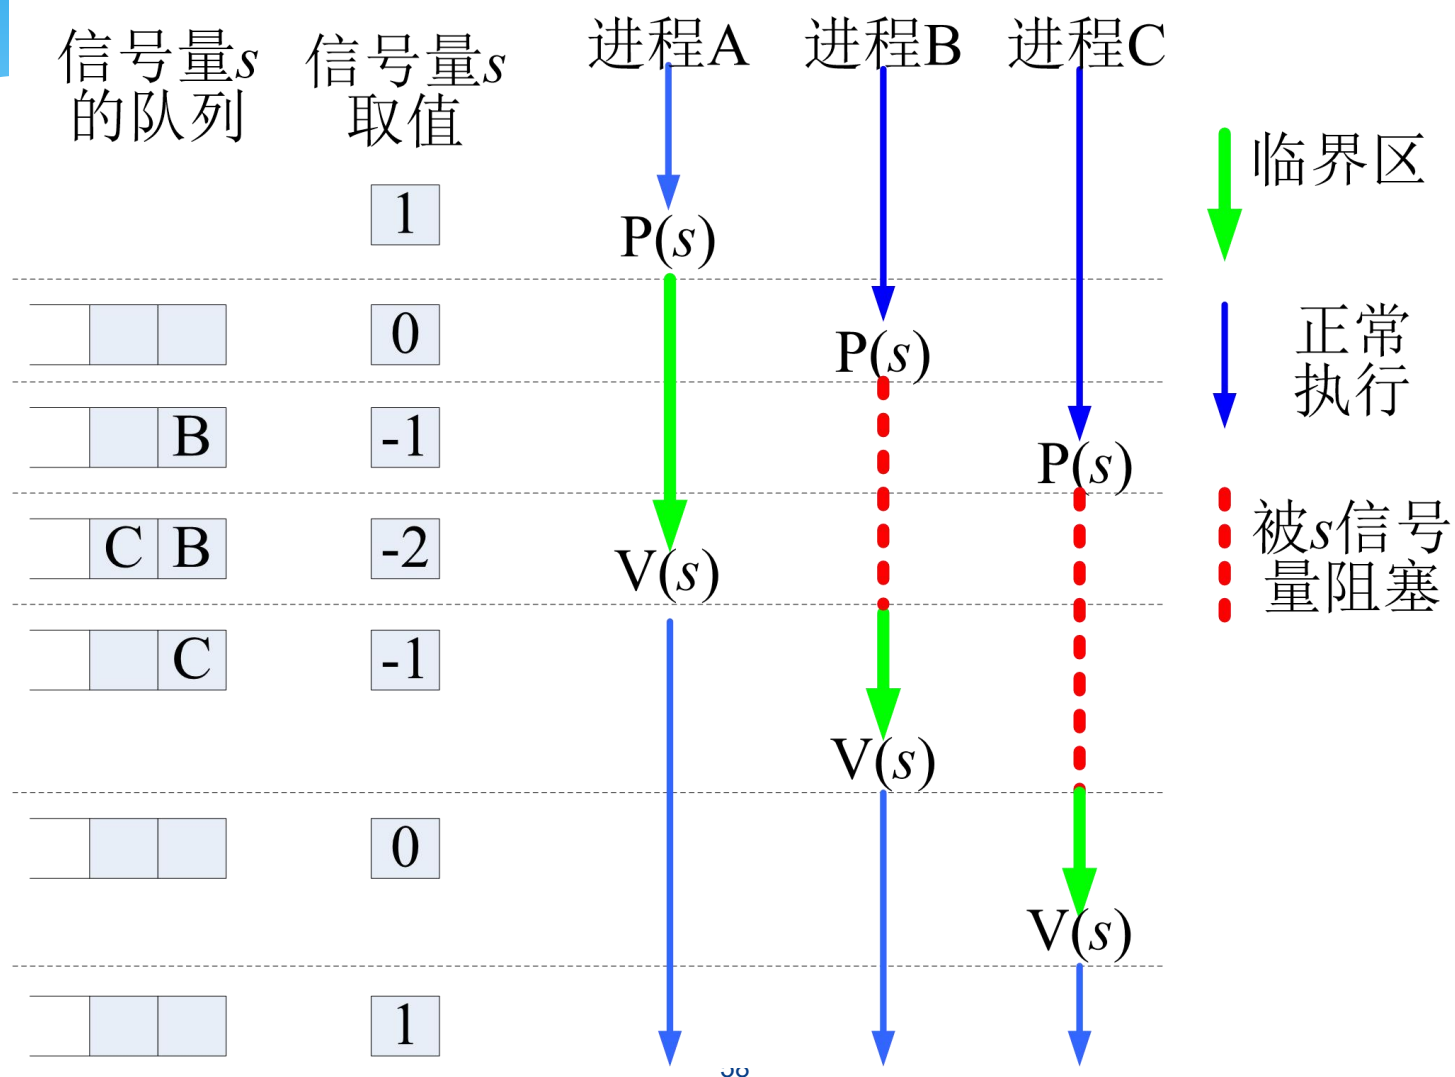 信号量s
的队列
信号量s
取值
进程A
进程B
进程C
临界区
1
P(s)
0
P(s)
正常
执行
B
-1
P(s)
C B
-2
V(s)
被s信号
量阻塞
C
-1
V(s)
0
V(s)
1